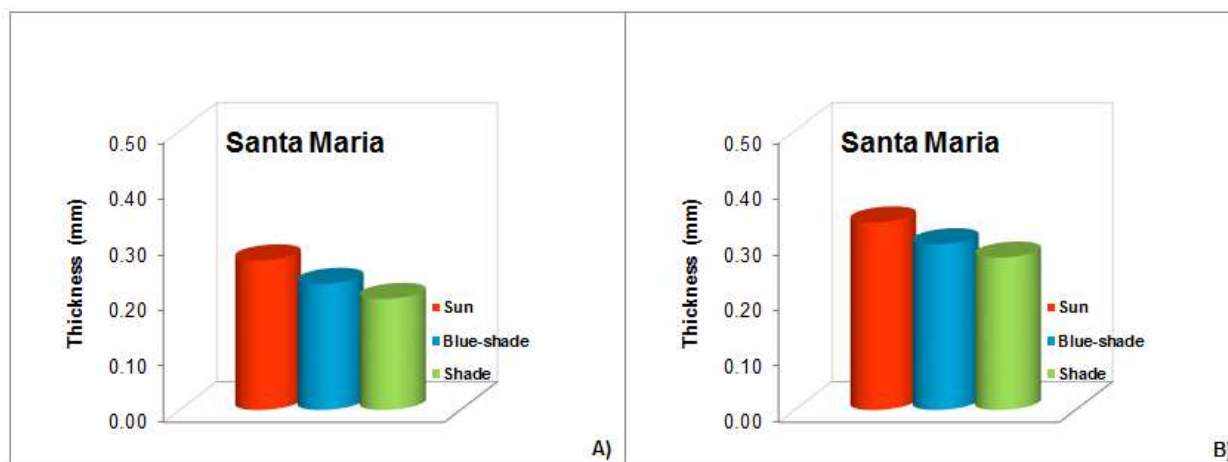 Santa Maria
Thickness (mm)
0.50
0.40
0.30
0.20
0.10
0.00
Sun
Blue-shade
Shade
A)
Santa Maria
Thickness (mm)
0.50
0.40
0.30
0.20
0.10
0.00
Sun
Blue-shade
Shade
B)